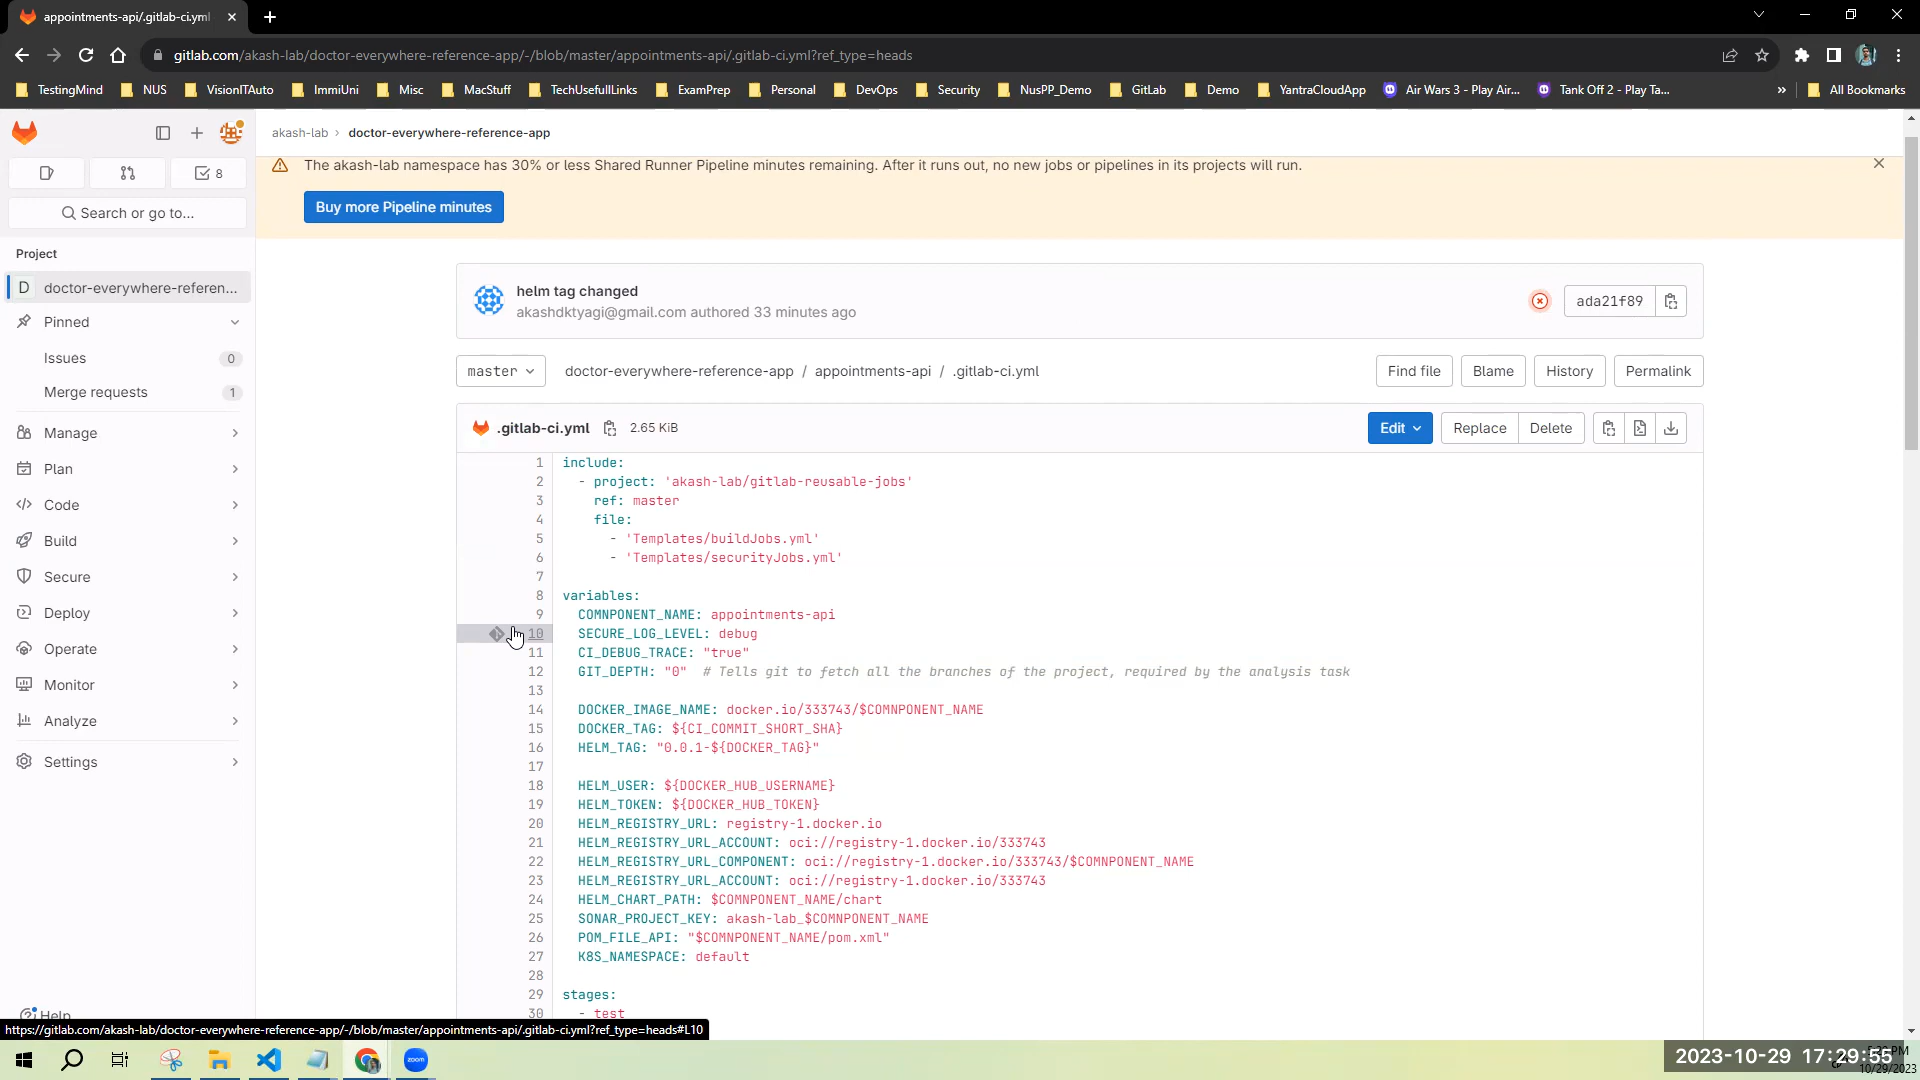 appointments-api/.gitlab-ci.yml
gitlab.com/akash-lab/doctor-everywhere-reference-app/-/blob/master/appointments-api/.gitlab-ci.yml?ref_type=heads
TestingMind NUS VisionITAuto ImmiUni Misc MacStuff TechUsefullLinks ExamPrep Personal DevOps Security NusPP_Demo GitLab Demo YantraCloudApp Air Wars 3 - Play Air... Tank Off 2 - Play Ta... » All Bookmarks
akash-lab › doctor-everywhere-reference-app
The akash-lab namespace has 30% or less Shared Runner Pipeline minutes remaining. After it runs out, no new jobs or pipelines in its projects will run.
Buy more Pipeline minutes
8
Search or go to...
Project
D doctor-everywhere-referen...
Pinned
Issues 0
Merge requests 1
Manage
Plan
Code
Build
Secure
Deploy
Operate
Monitor
Analyze
Settings
Help
helm tag changed
akashdktyagi@gmail.com authored 33 minutes ago
ada21f89
master doctor-everywhere-reference-app / appointments-api / .gitlab-ci.yml
Find file Blame History Permalink
.gitlab-ci.yml 2.65 KiB
Edit Replace Delete
1 include:
2 - project: 'akash-lab/gitlab-reusable-jobs'
3 ref: master
4 file:
5 - 'Templates/buildJobs.yml'
6 - 'Templates/securityJobs.yml'
7
8 variables:
9 COMNPONENT_NAME: appointments-api
10 SECURE_LOG_LEVEL: debug
11 CI_DEBUG_TRACE: "true"
12 GIT_DEPTH: "0" # Tells git to fetch all the branches of the project, required by the analysis task
13
14 DOCKER_IMAGE_NAME: docker.io/333743/$COMNPONENT_NAME
15 DOCKER_TAG: ${CI_COMMIT_SHORT_SHA}
16 HELM_TAG: "0.0.1-${DOCKER_TAG}"
17
18 HELM_USER: ${DOCKER_HUB_USERNAME}
19 HELM_TOKEN: ${DOCKER_HUB_TOKEN}
20 HELM_REGISTRY_URL: registry-1.docker.io
21 HELM_REGISTRY_URL_ACCOUNT: oci://registry-1.docker.io/333743
22 HELM_REGISTRY_URL_COMPONENT: oci://registry-1.docker.io/333743/$COMNPONENT_NAME
23 HELM_REGISTRY_URL_ACCOUNT: oci://registry-1.docker.io/333743
24 HELM_CHART_PATH: $COMNPONENT_NAME/chart
25 SONAR_PROJECT_KEY: akash-lab_$COMNPONENT_NAME
26 POM_FILE_API: "$COMNPONENT_NAME/pom.xml"
27 K8S_NAMESPACE: default
28
29 stages:
30 - test
https://gitlab.com/akash-lab/doctor-everywhere-reference-app/-/blob/master/appointments-api/.gitlab-ci.yml?ref_type=heads#L10
zoom
2023-10-29 17:29:55
10/29/2023